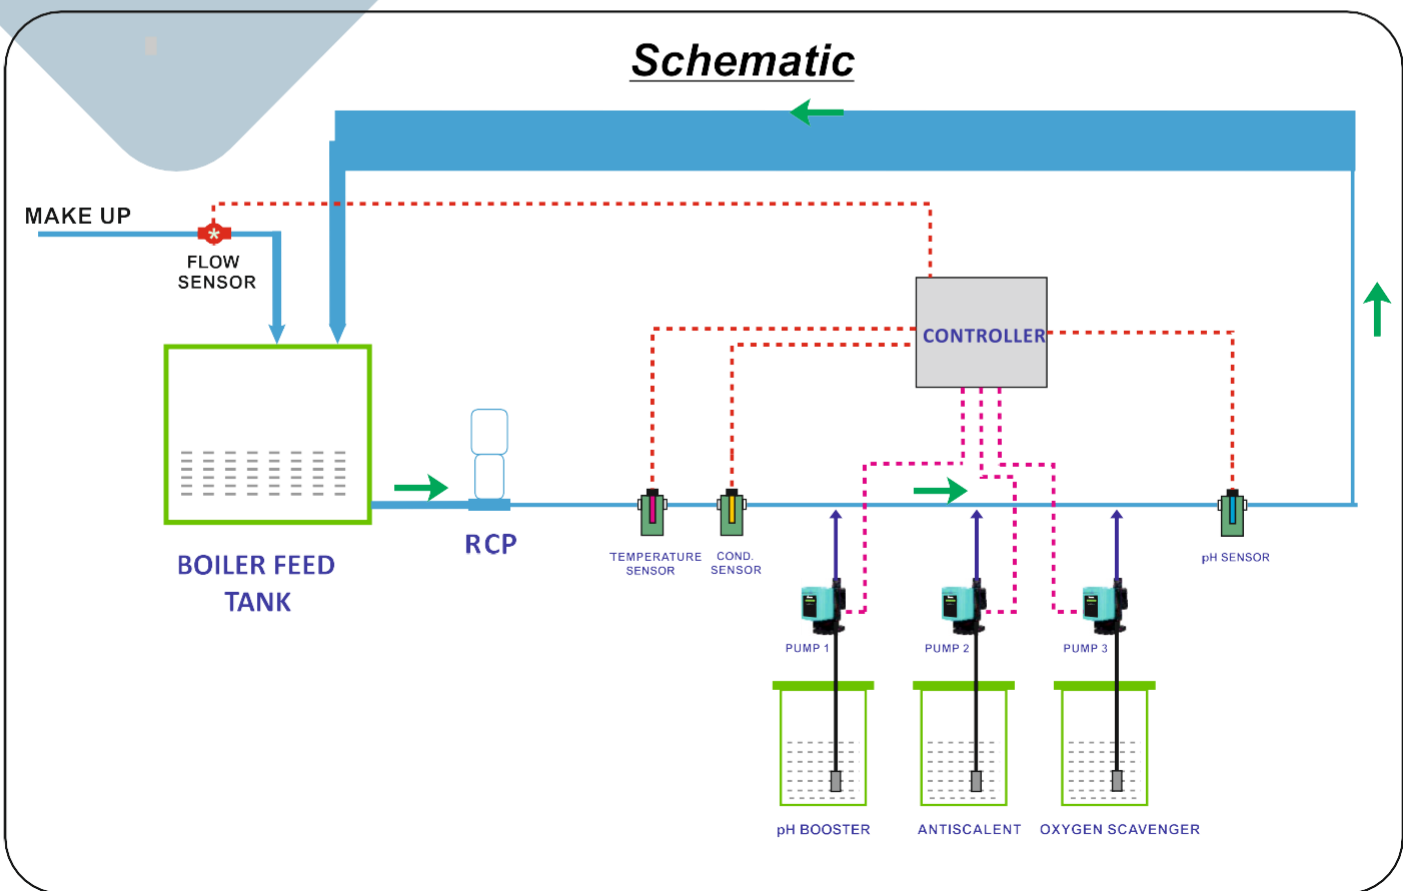 Schematic
MAKE UP
FLOW
SENSOR
CONTROLLER
BOILER FEED
TANK
RCP
TEMPERATURE
SENSOR
COND.
SENSOR
pH SENSOR
PUMP 1
PUMP 2
PUMP 3
pH BOOSTER
ANTISCALENT
OXYGEN SCAVENGER